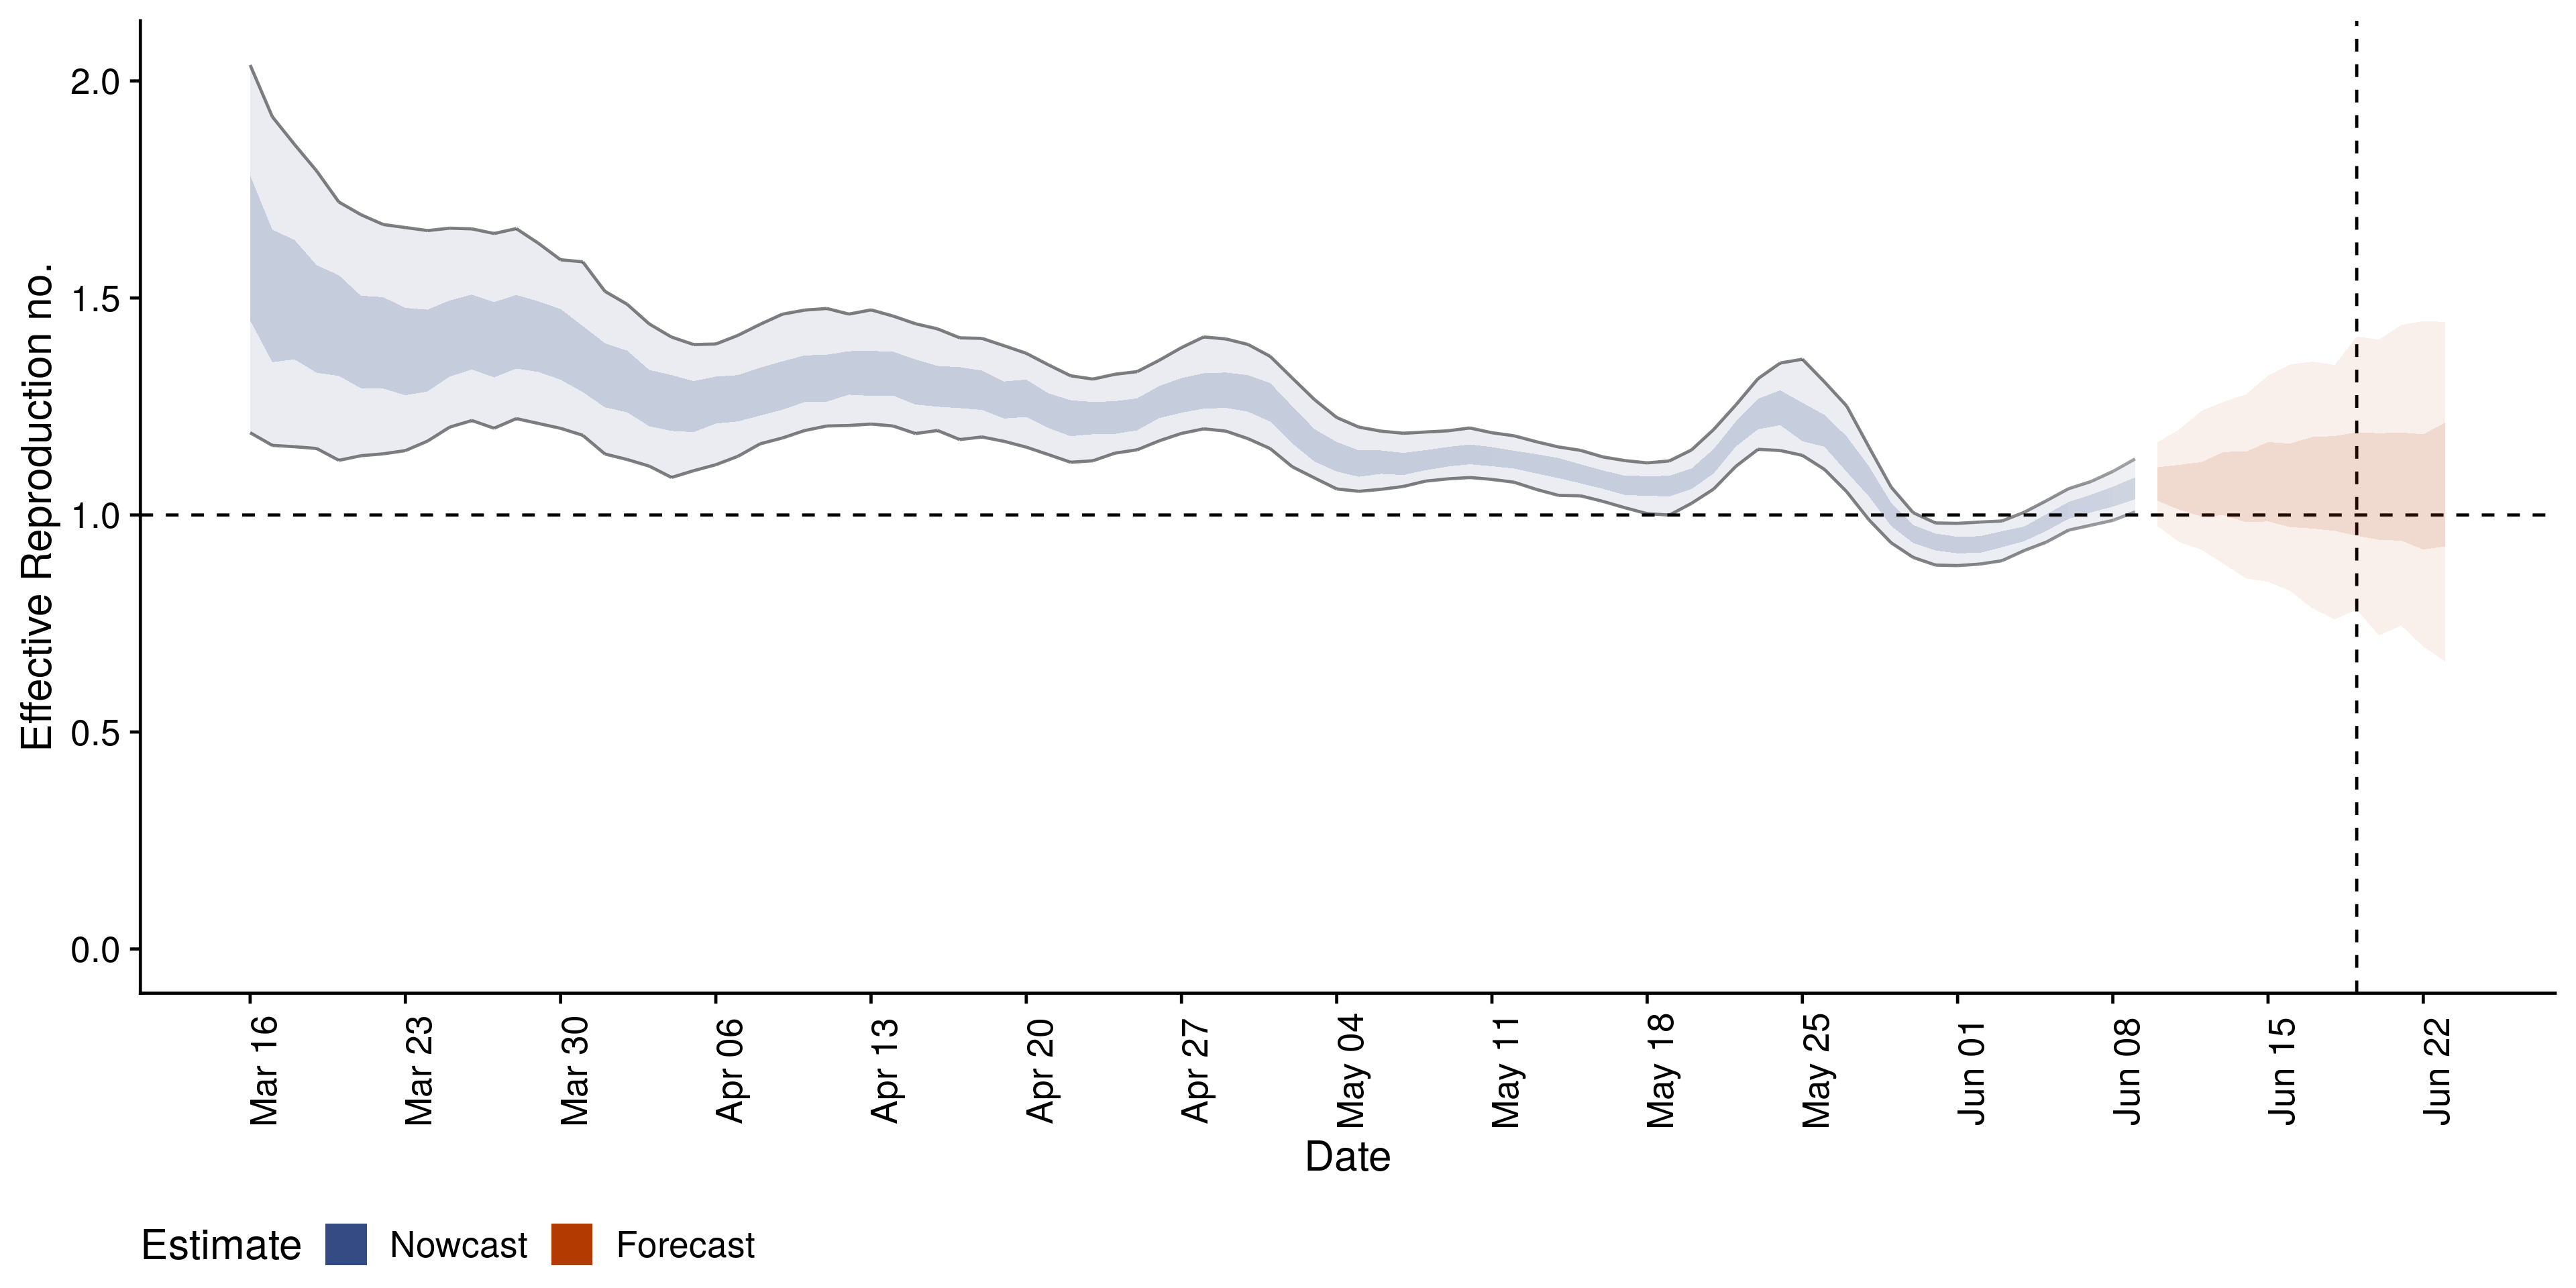 Effective Reproduction no.
2.0
1.5
1.0
0.5
0.0
Mar 16
Mar 23
Mar 30
Apr 06
Apr 13
Apr 20
Apr 27
May 04
May 11
May 18
May 25
Jun 01
Jun 08
Jun 15
Jun 22
Date
Estimate Nowcast Forecast